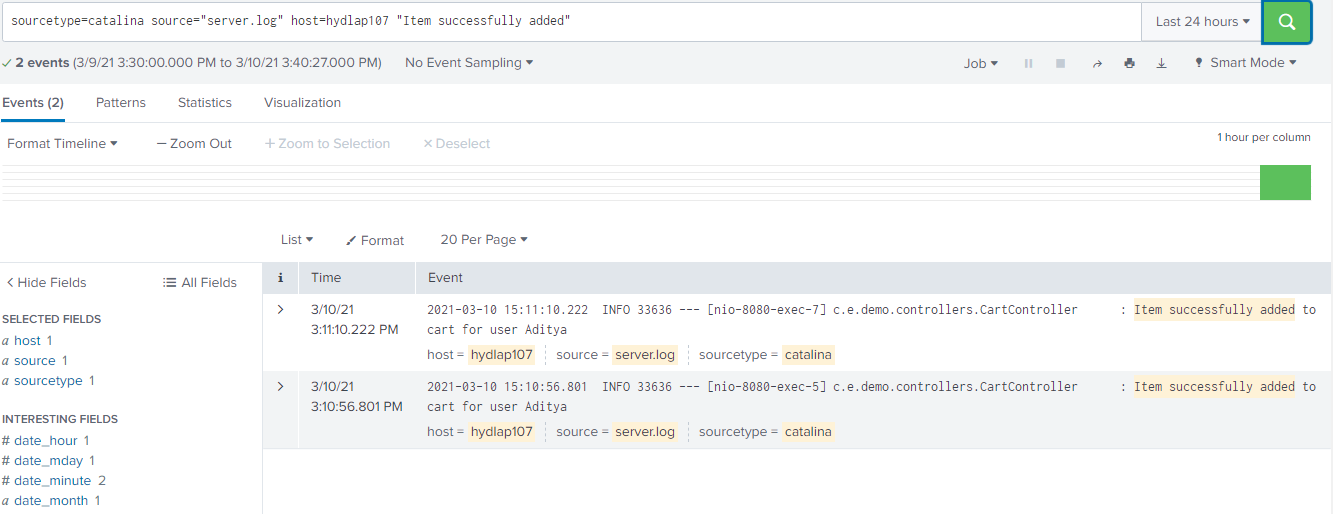 sourcetype=catalina source="server.log" host=hydlap107 "Item successfully added"
Last 24 hours
2 events (3/9/21 3:30:00.000 PM to 3/10/21 3:40:27.000 PM)
No Event Sampling
Job
Smart Mode
Events (2)
Patterns
Statistics
Visualization
Format Timeline
— Zoom Out
+ Zoom to Selection
× Deselect
1 hour per column
List
Format
20 Per Page
< Hide Fields
All Fields
SELECTED FIELDS
a host 1
a source 1
a sourcetype 1
INTERESTING FIELDS
# date_hour 1
# date_mday 1
# date_minute 2
a date_month 1
i
Time
Event
>
3/10/21
3:11:10.222 PM
2021-03-10 15:11:10.222  INFO 33636 --- [nio-8080-exec-7] c.e.demo.controllers.CartController      : Item successfully added to
cart for user Aditya
host = hydlap107
source = server.log
sourcetype = catalina
>
3/10/21
3:10:56.801 PM
2021-03-10 15:10:56.801  INFO 33636 --- [nio-8080-exec-5] c.e.demo.controllers.CartController      : Item successfully added to
cart for user Aditya
host = hydlap107
source = server.log
sourcetype = catalina